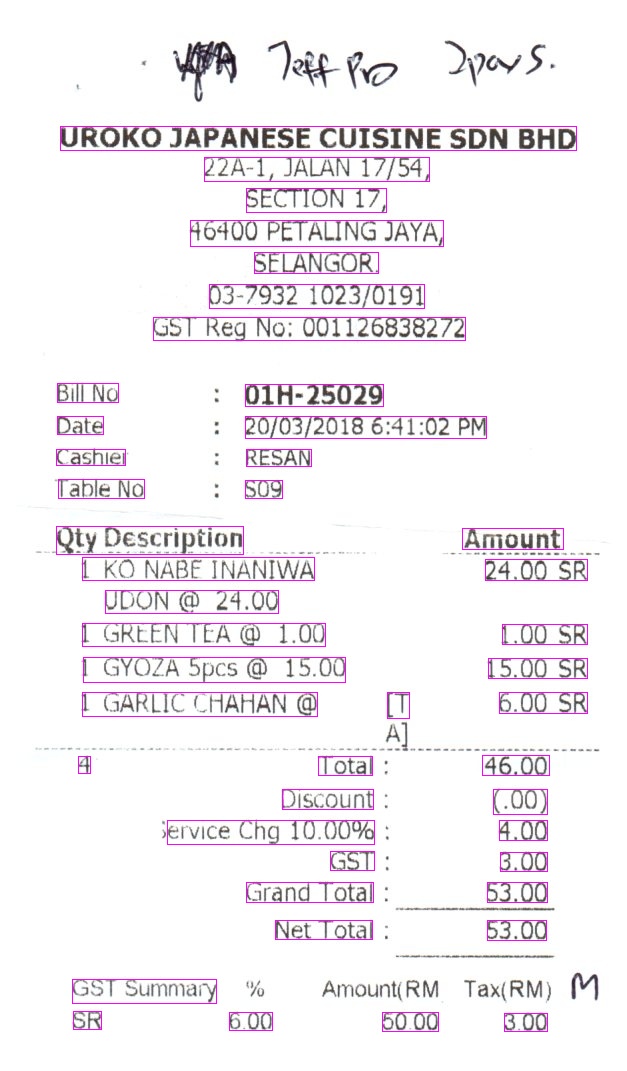 Jeff Pro 2 pavs.
UROKO JAPANESE CUISINE SDN BHD
22A-1, JALAN 17/54,
SECTION 17,
46400 PETALING JAYA,
SELANGOR.
03-7932 1023/0191
GST Reg No: 001126838272
Bill No : 01H-25029
Date : 20/03/2018 6:41:02 PM
Cashier : RESAN
Table No : S09
Qty Description Amount
1 KO NABE INANIWA 24.00 SR
UDON @ 24.00
1 GREEN TEA @ 1.00 1.00 SR
1 GYOZA 5pcs @ 15.00 15.00 SR
1 GARLIC CHAHAN @ [T 6.00 SR
A]
4 Total : 46.00
Discount : (.00)
Service Chg 10.00% : 4.00
GST : 3.00
Grand Total : 53.00
Net Total : 53.00
GST Summary % Amount(RM Tax(RM) M
SR 6.00 50.00 3.00